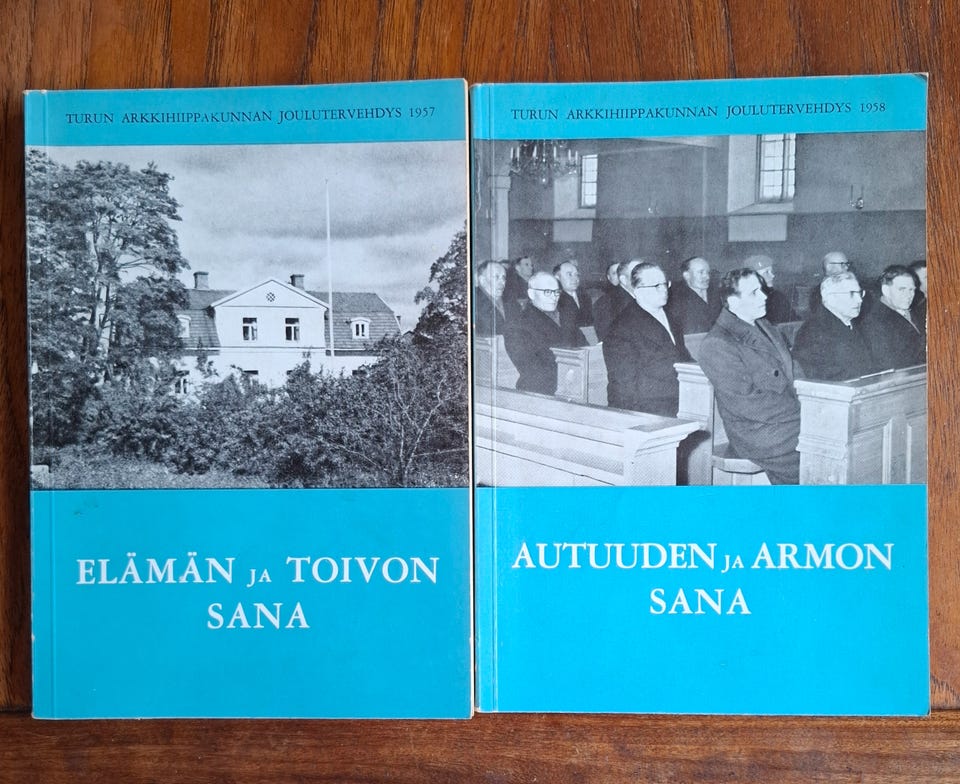 TURUN ARKKIHIIPPAKUNNAN JOULUTERVEHDYS 1957
ELÄMÄN JA TOIVON
SANA
TURUN ARKKIHIIPPAKUNNAN JOULUTERVEHDYS 1958
AUTUUDEN JA ARMON
SANA